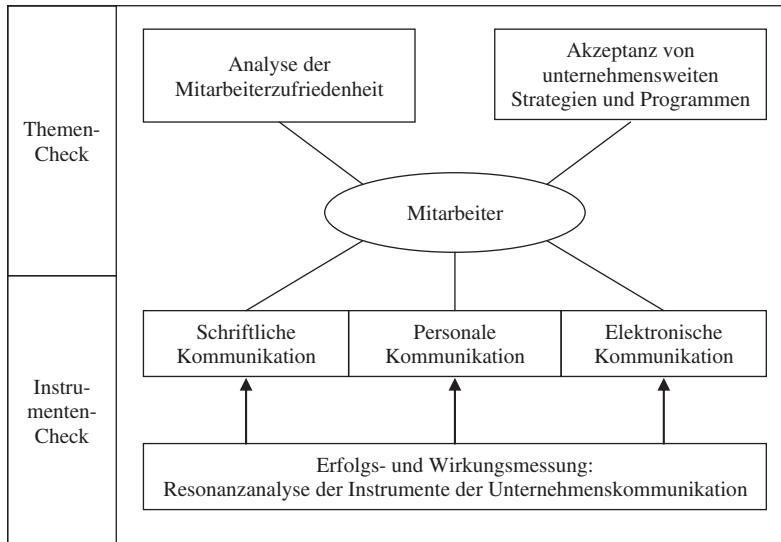 Themen-
Check
Analyse der
Mitarbeiterzufriedenheit
Akzeptanz von
unternehmensweiten
Strategien und Programmen
Mitarbeiter
Instru-
menten-
Check
Schriftliche
Kommunikation
Personale
Kommunikation
Elektronische
Kommunikation
Erfolgs- und Wirkungsmessung:
Resonanzanalyse der Instrumente der Unternehmenskommunikation